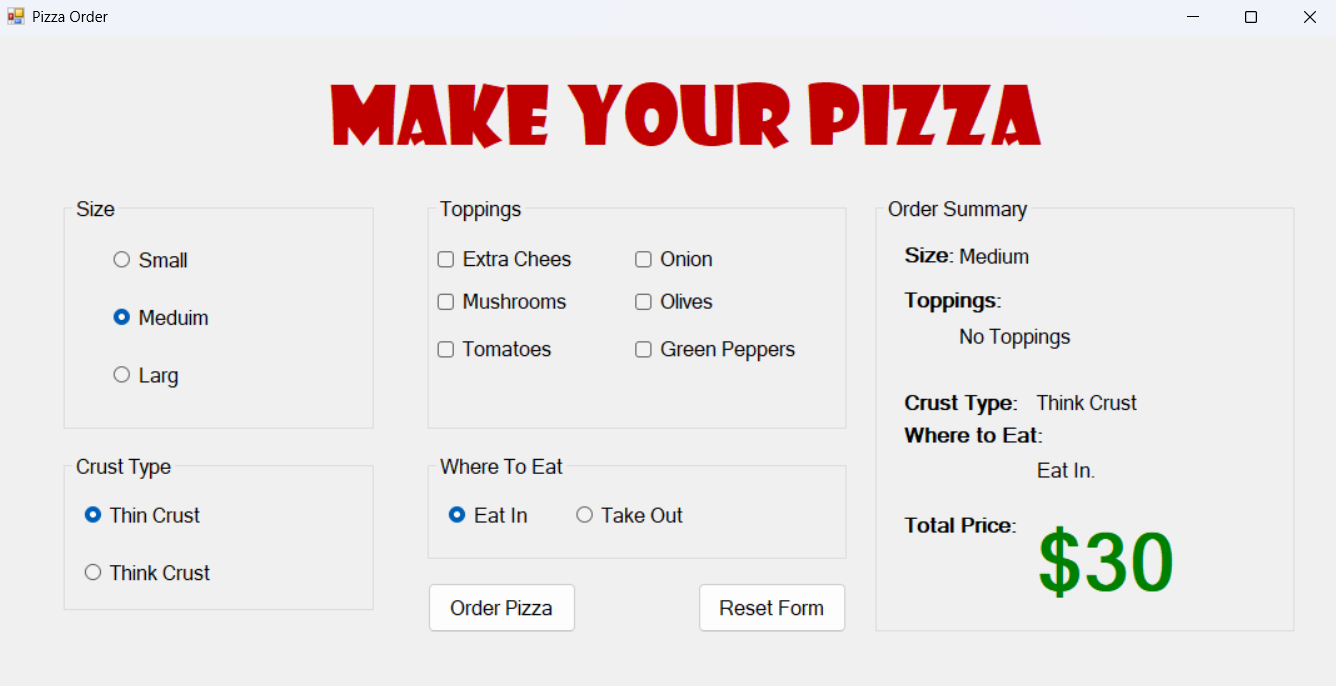 Pizza Order
MAKE YOUR PIZZA
Size
Small
Meduim
Larg
Crust Type
Thin Crust
Think Crust
Toppings
Extra Chees
Onion
Mushrooms
Olives
Tomatoes
Green Peppers
Where To Eat
Eat In
Take Out
Order Pizza
Reset Form
Order Summary
Size: Medium
Toppings:
No Toppings
Crust Type: Think Crust
Where to Eat:
Eat In.
Total Price:
$30